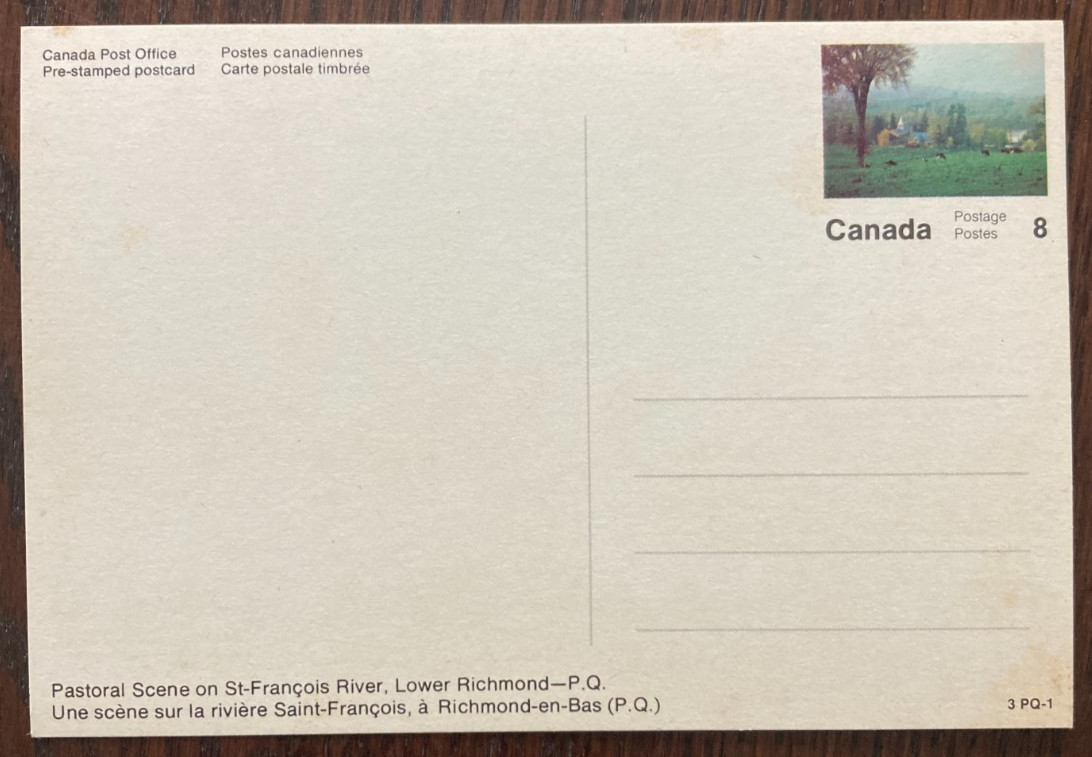 Canada Post Office
Pre-stamped postcard
Postes canadiennes
Carte postale timbrée
Canada
Postage
Postes
8
Pastoral Scene on St-François River, Lower Richmond—P.Q.
Une scène sur la rivière Saint-François, à Richmond-en-Bas (P.Q.)
3 PQ-1